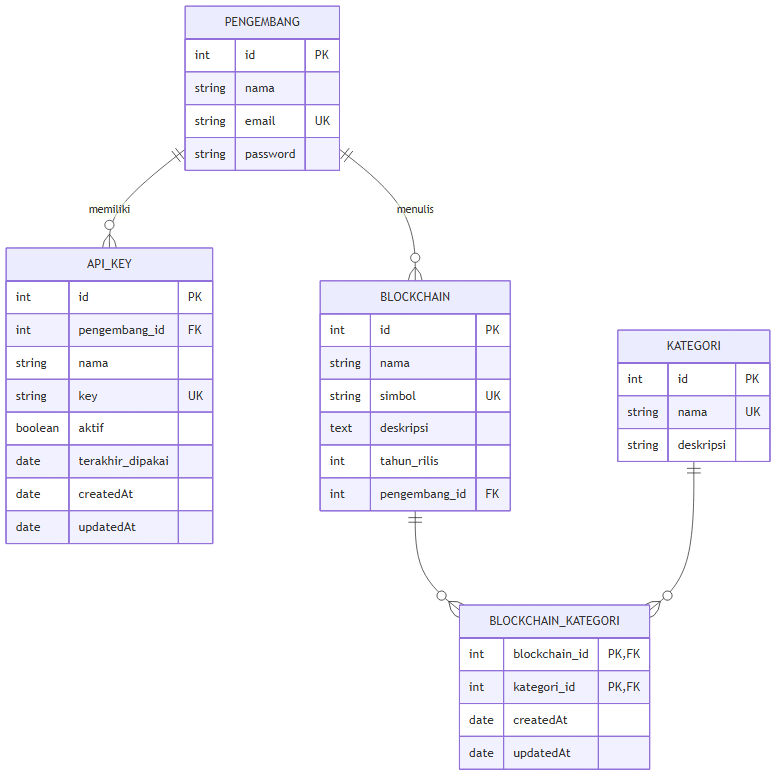 PENGEMBANG
int id PK
string nama
string email UK
string password
memiliki
menulis
API_KEY
int id PK
int pengembang_id FK
string nama
string key UK
boolean aktif
date terakhir_dipakai
date createdAt
date updatedAt
BLOCKCHAIN
int id PK
string nama
string simbol UK
text deskripsi
int tahun_rilis
int pengembang_id FK
KATEGORI
int id PK
string nama UK
string deskripsi
BLOCKCHAIN_KATEGORI
int blockchain_id PK,FK
int kategori_id PK,FK
date createdAt
date updatedAt